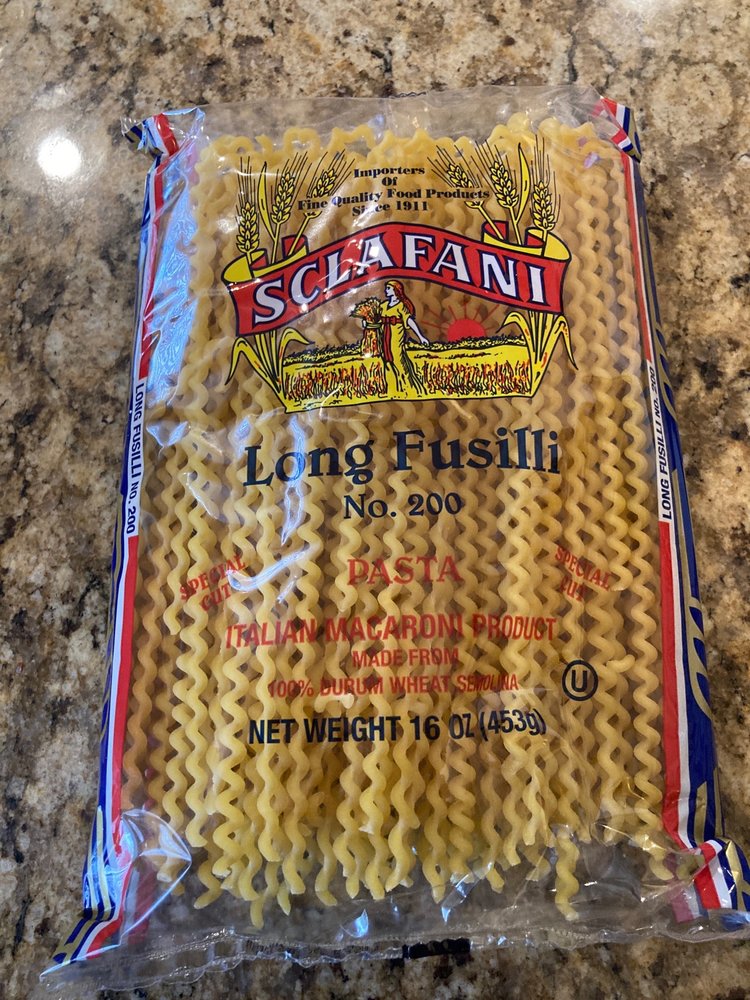 Importers
Of
Fine Quality Food Products
Since 1911
SCLAFANI
Long Fusilli
No. 200
SPECIAL
CUT
PASTA
SPECIAL
CUT
ITALIAN MACARONI PRODUCT
MADE FROM
100% DURUM WHEAT SEMOLINA
U
NET WEIGHT 16 OZ (453g)
LONG FUSILLI NO. 200
LONG FUSILLI NO. 200